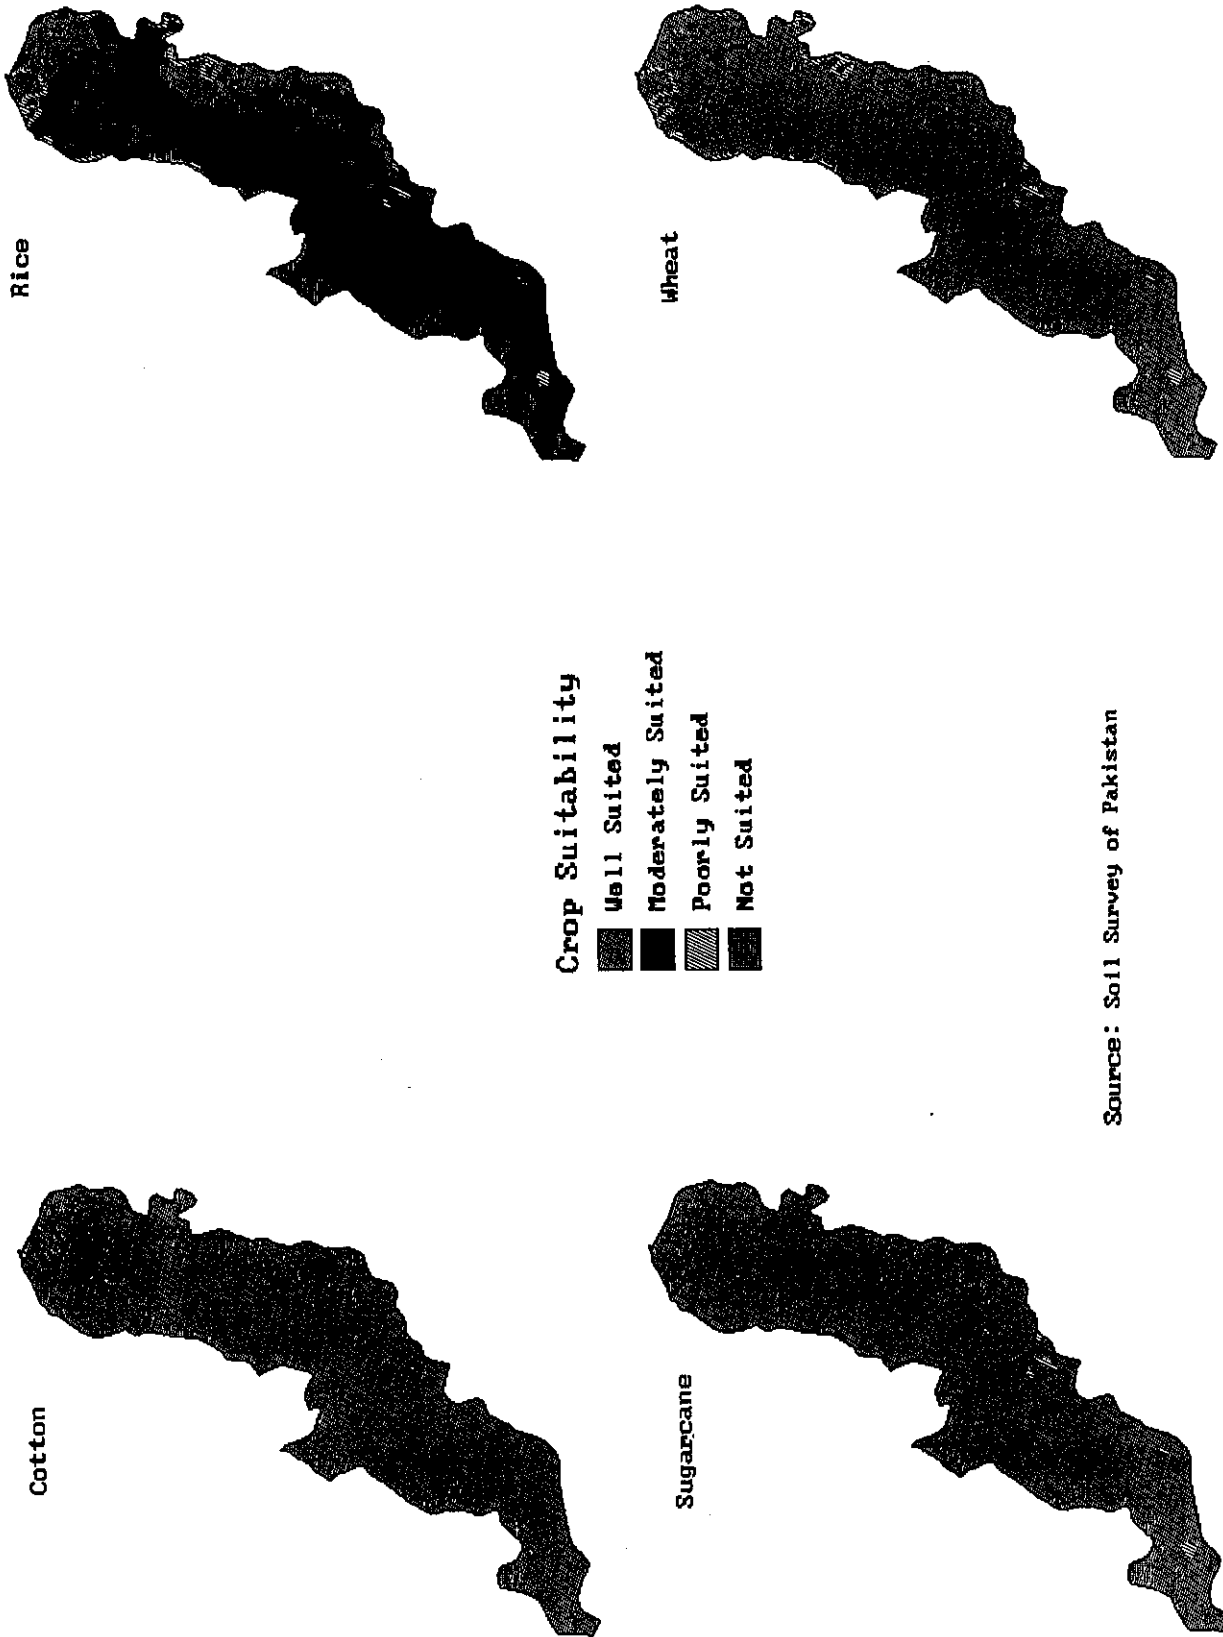 Cotton
Rice
Crop Suitability
Well Suited
Moderately Suited
Poorly Suited
Not Suited
Sugarcane
Wheat
Source: Soil Survey of Pakistan